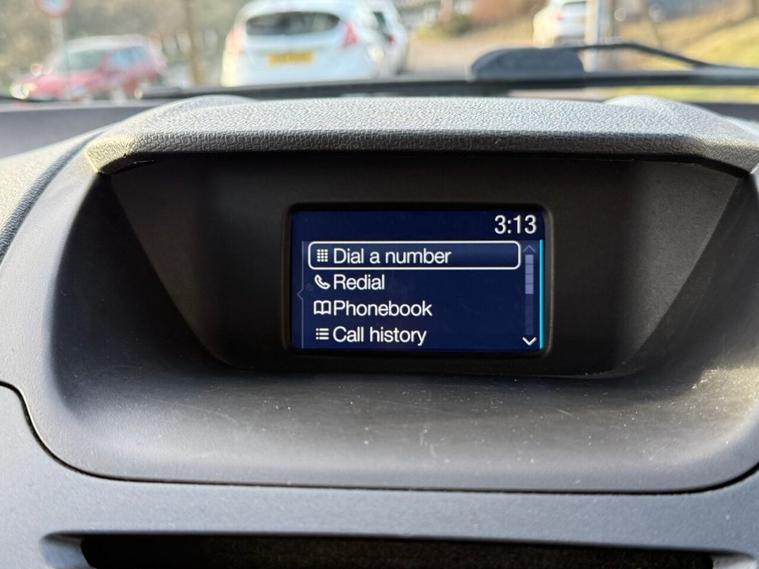 3:13
Dial a number
Redial
Phonebook
Call history